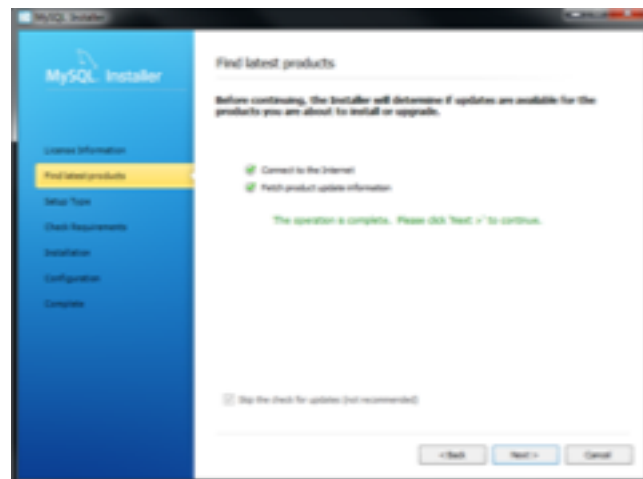 MySQL Installer
MySQL Installer
License Information
Find latest products
Setup Type
Check Requirements
Installation
Configuration
Complete
Find latest products
Before continuing, the Installer will determine if updates are available for the
products you are about to install or upgrade.
Connect to the Internet
Fetch product update information
The operation is complete. Please click 'Next >' to continue.
Skip the check for updates (not recommended)
< Back
Next >
Cancel